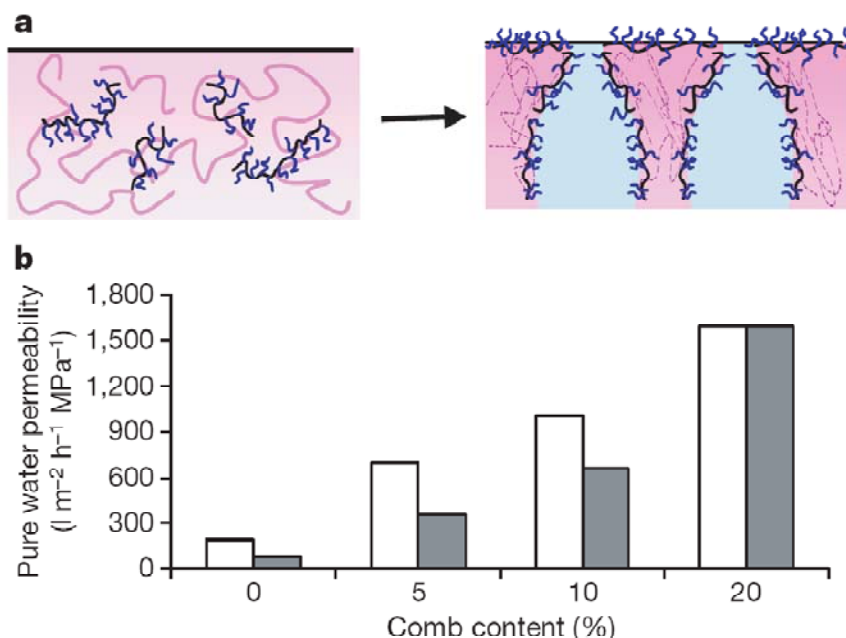 a
b
Pure water permeability
(l m⁻² h⁻¹ MPa⁻¹)
1,800
1,500
1,200
900
600
300
0
0 5 10 20
Comb content (%)